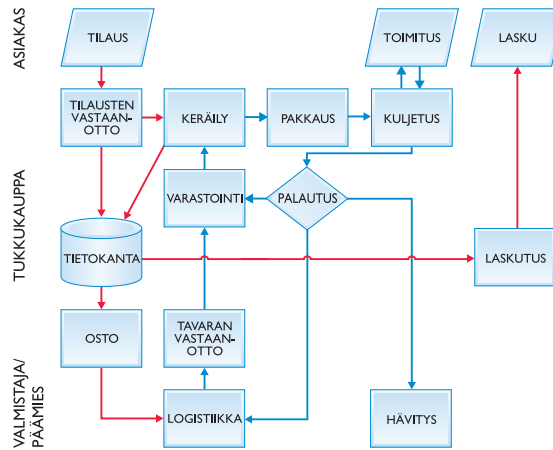 ASIAKAS
TILAUS
TOIMITUS
LASKU
TUKKUKAUPPA
TILAUSTEN
VASTAAN-
OTTO
KERÄILY
PAKKAUS
KULJETUS
VARASTOINTI
PALAUTUS
TIETOKANTA
LASKUTUS
VALMISTAJA/
PÄÄMIES
OSTO
TAVARAN
VASTAAN-
OTTO
LOGISTIIKKA
HÄVITYS